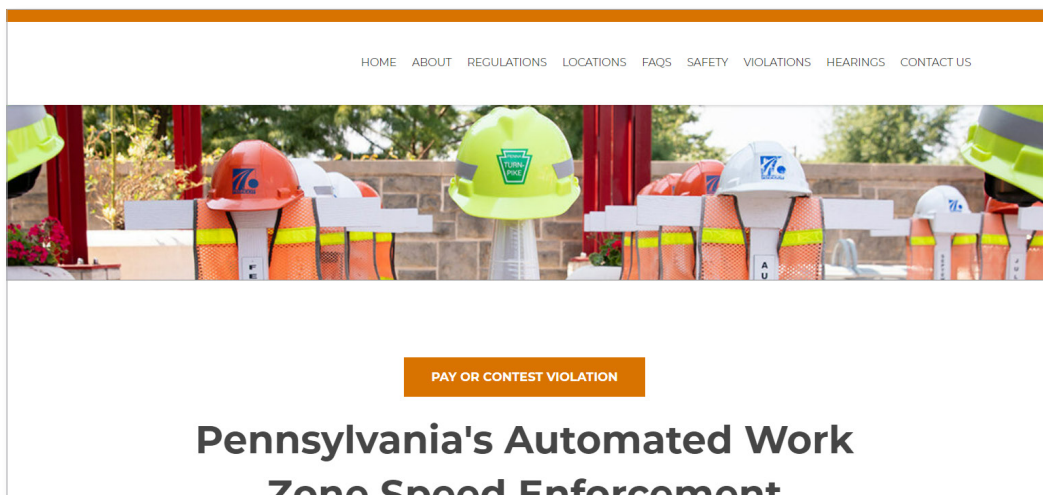 HOME ABOUT REGULATIONS LOCATIONS FAQS SAFETY VIOLATIONS HEARINGS CONTACT US
TURN-
PIKE
F
E
A
U
J
U
L
PAY OR CONTEST VIOLATION
Pennsylvania's Automated Work
Zone Speed Enforcement